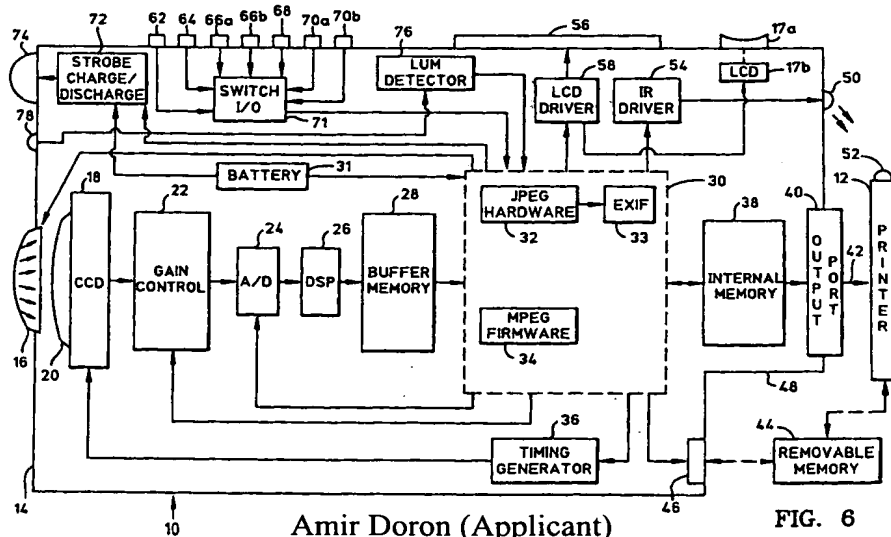 72
62
64
66a
66b
68
70a
70b
74
76
56
17a
STROBE
CHARGE/
DISCHARGE
SWITCH
I/O
LUM
DETECTOR
58
54
LCD
17b
50
LCD
DRIVER
IR
DRIVER
78
71
BATTERY
31
52
12
18
22
24
26
28
JPEG
HARDWARE
EXIF
30
38
40
32
33
CCD
GAIN
CONTROL
A/D
DSP
BUFFER
MEMORY
INTERNAL
MEMORY
OUTPUT
PORT
42
PRINTER
MPEG
FIRMWARE
34
16
20
48
36
44
TIMING
GENERATOR
REMOVABLE
MEMORY
14
10
46
Amir Doron (Applicant)
FIG. 6